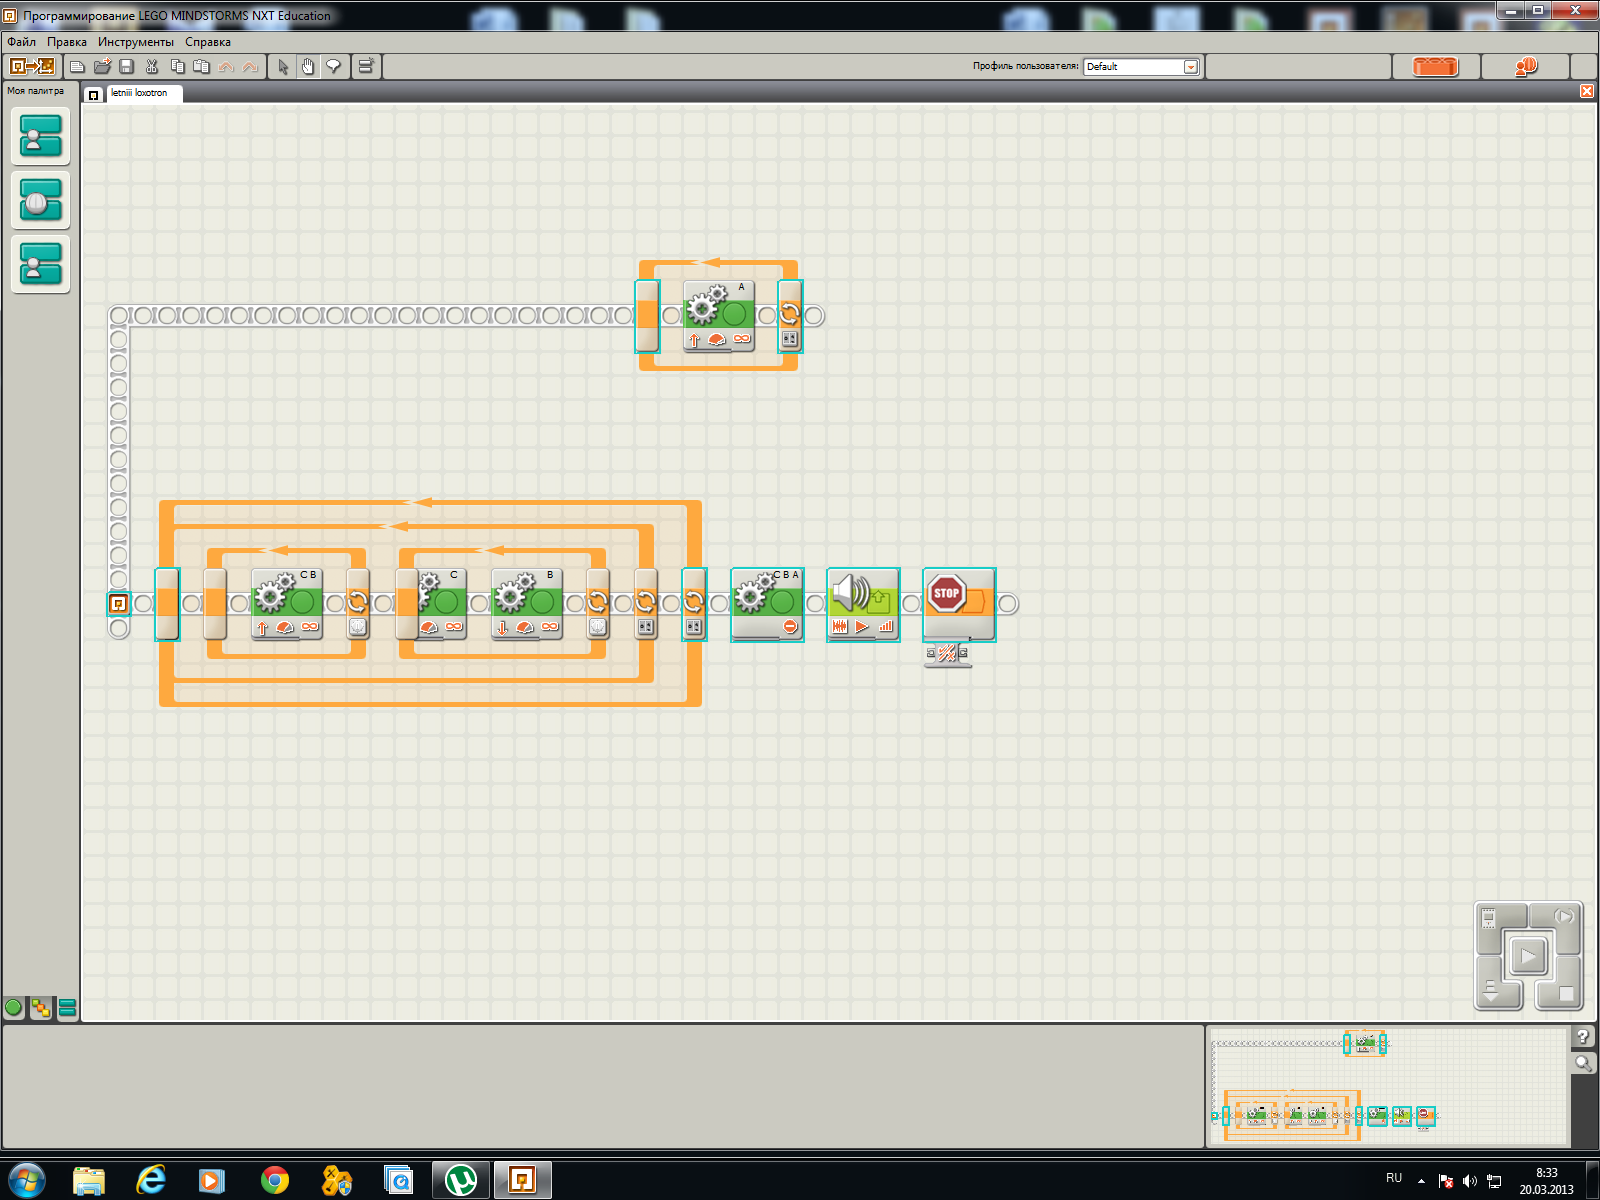 Программирование LEGO MINDSTORMS NXT Education
Файл Правка Инструменты Справка
Профиль пользователя: Default
Моя палитра
letniii loxotron
A
C B
C
B
C B A
STOP
?
RU
8:33
20.03.2013